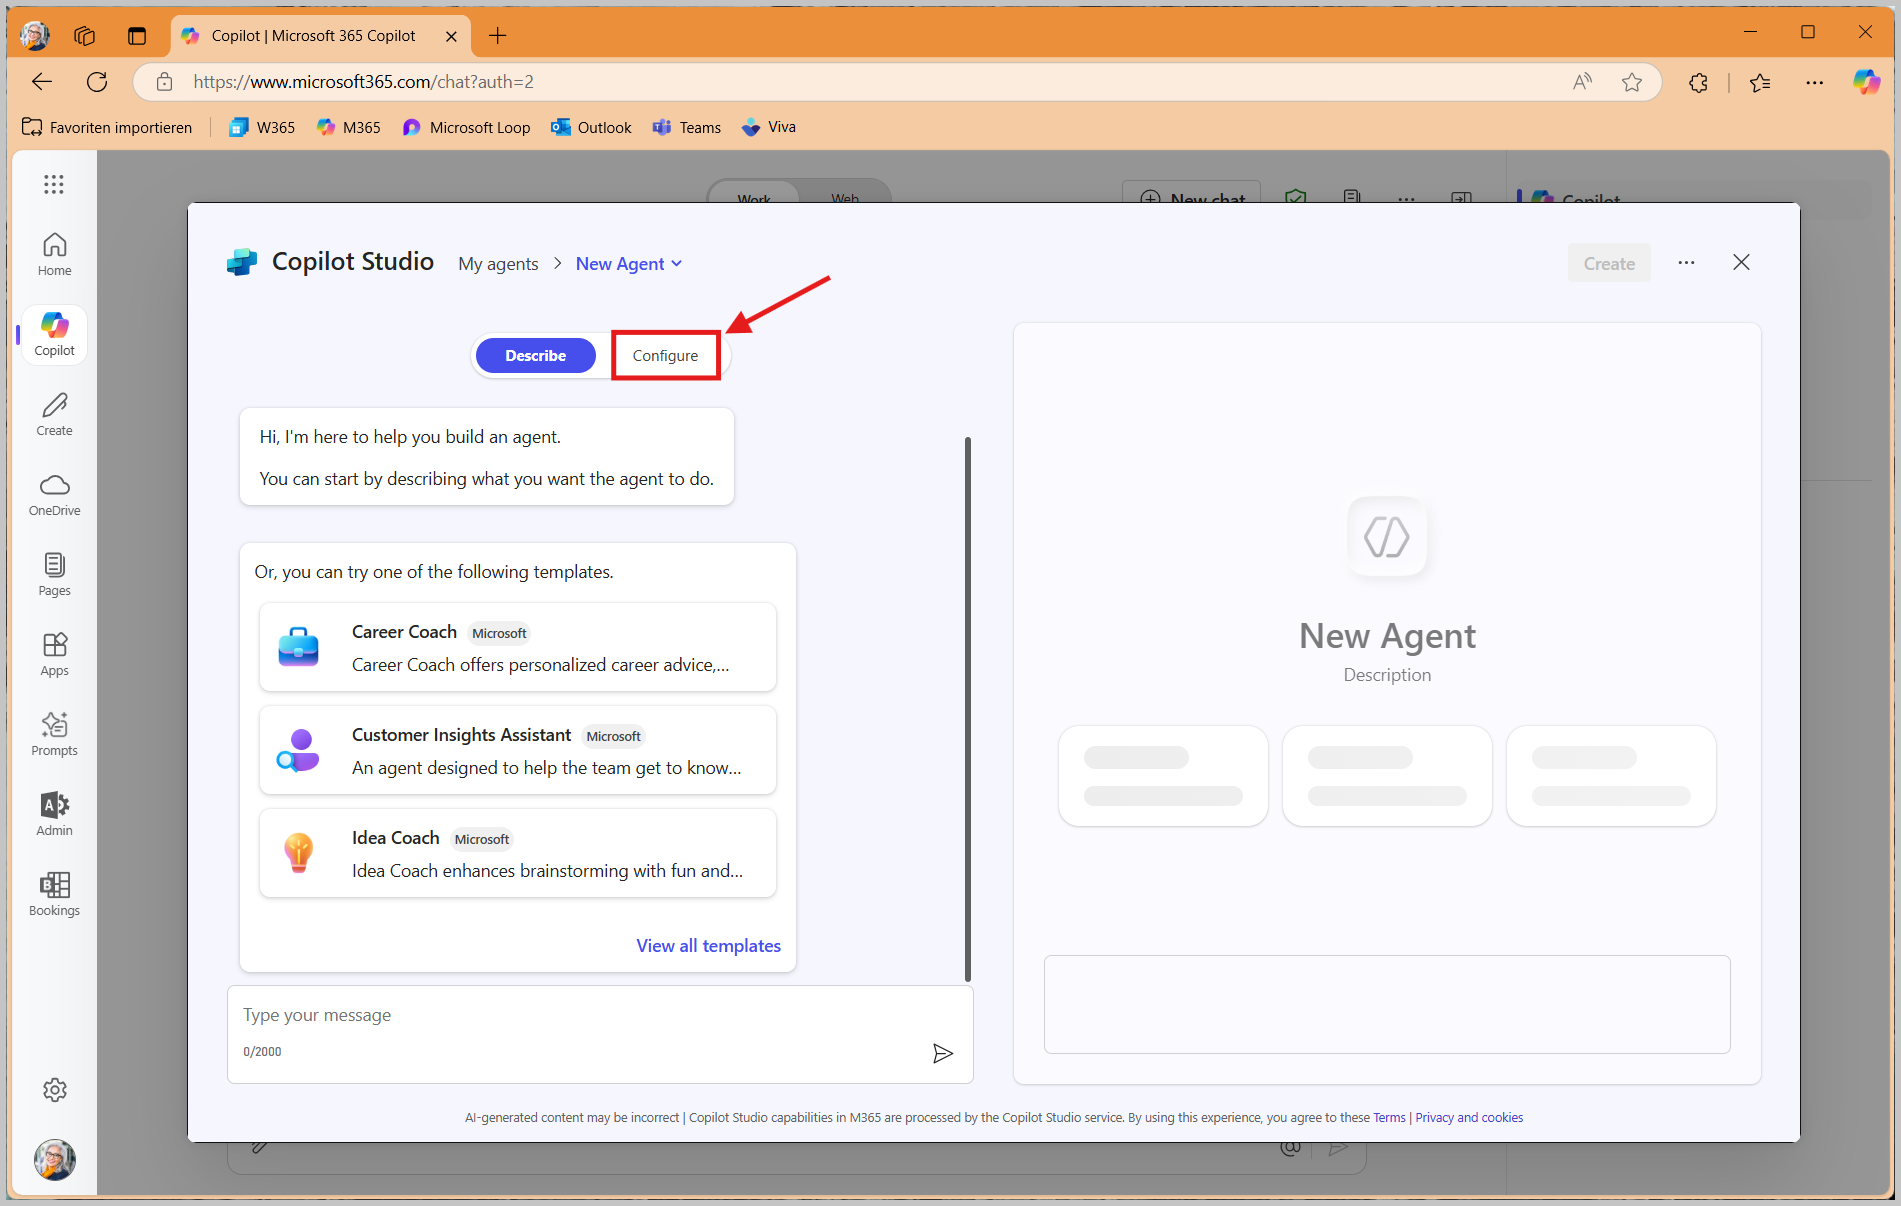 Copilot | Microsoft 365 Copilot
https://www.microsoft365.com/chat?auth=2
Favoriten importieren
W365
M365
Microsoft Loop
Outlook
Teams
Viva
Work
Web
New chat
Copilot
Home
Copilot
Create
OneDrive
Pages
Apps
Prompts
Admin
Bookings
Copilot Studio
My agents
New Agent
Create
Describe
Configure
Hi, I'm here to help you build an agent.
You can start by describing what you want the agent to do.
Or, you can try one of the following templates.
Career Coach Microsoft
Career Coach offers personalized career advice,...
Customer Insights Assistant Microsoft
An agent designed to help the team get to know...
Idea Coach Microsoft
Idea Coach enhances brainstorming with fun and...
View all templates
Type your message
0/2000
New Agent
Description
AI-generated content may be incorrect | Copilot Studio capabilities in M365 are processed by the Copilot Studio service. By using this experience, you agree to these Terms | Privacy and cookies